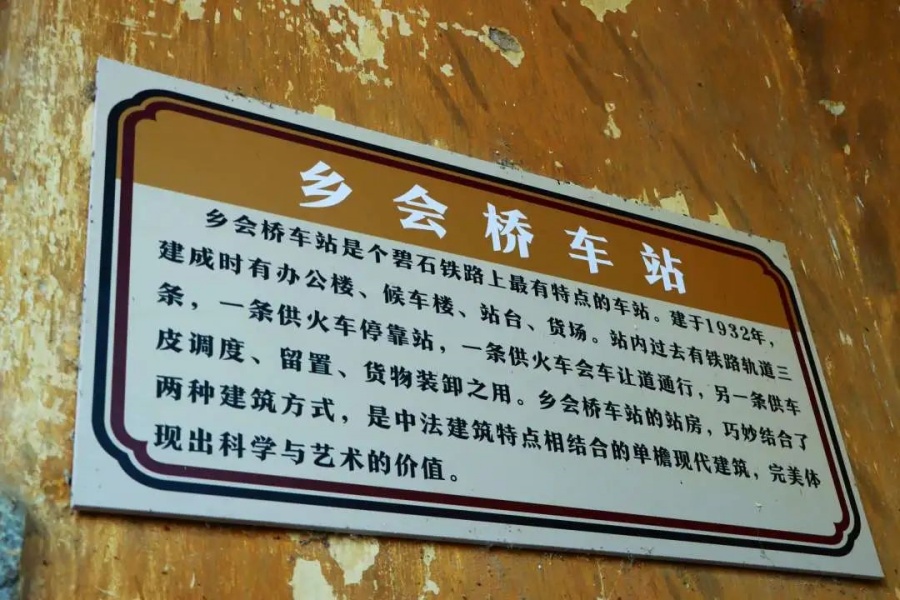 乡会桥车站
乡会桥车站是个碧石铁路上最有特点的车站。建于1932年，
建成时有办公楼、候车楼、站台、货场。站内过去有铁路轨道三
条，一条供火车停靠站，一条供火车会车让道通行，另一条供车
皮调度、留置、货物装卸之用。乡会桥车站的站房，巧妙结合了
两种建筑方式，是中法建筑特点相结合的单檐现代建筑，完美体
现出科学与艺术的价值。